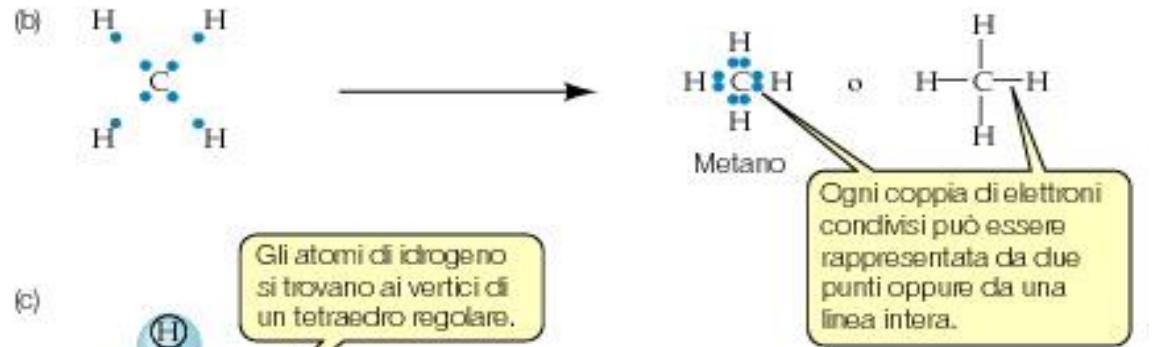 (b)
H H
C
H H
H
H C H
H
Metano
o
H
H—C—H
H
Ogni coppia di elettroni
condivisi può essere
rappresentata da due
punti oppure da una
linea intera.
(c)
Gli atomi di idrogeno
si trovano ai vertici di
un tetraedro regolare.
H